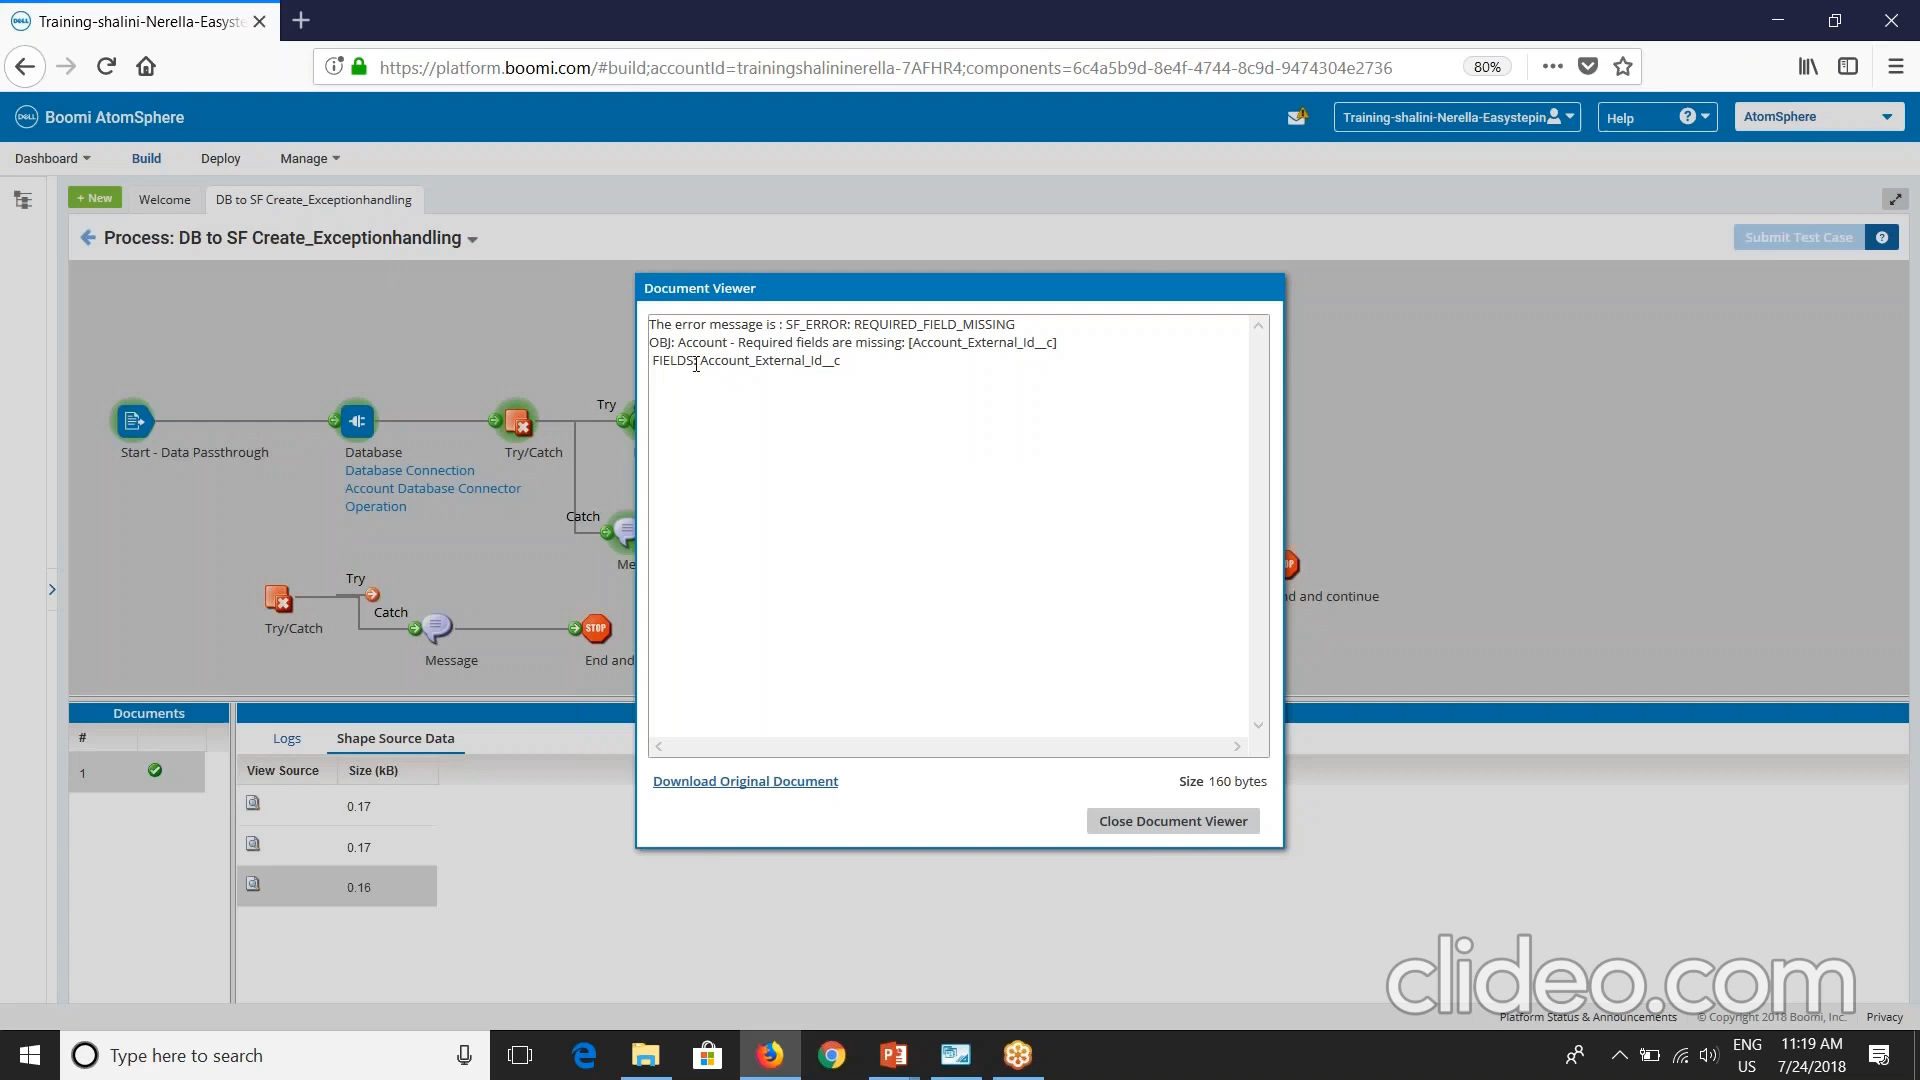 DELL Training-shalini-Nerella-Easyste
https://platform.boomi.com/#build;accountId=trainingshalininerella-7AFHR4;components=6c4a5b9d-8e4f-4744-8c9d-9474304e2736
80%
DELL Boomi AtomSphere
Training-shalini-Nerella-Easystepin
Help
AtomSphere
Dashboard Build Deploy Manage
+ New Welcome DB to SF Create_Exceptionhandling
Process: DB to SF Create_Exceptionhandling
Submit Test Case
Document Viewer
The error message is : SF_ERROR: REQUIRED_FIELD_MISSING
OBJ: Account - Required fields are missing: [Account_External_Id__c]
FIELDS: Account_External_Id__c
Try
Start - Data Passthrough
Database
Database Connection
Account Database Connector
Operation
Try/Catch
Catch
Me
Try
Catch
Try/Catch
Message
STOP
End and
OP
nd and continue
Download Original Document
Size 160 bytes
Close Document Viewer
Documents
#
1
Logs
Shape Source Data
View Source Size (kB)
0.17
0.17
0.16
clideo.com
Platform Status & Announcements © Copyright 2018 Boomi, Inc. Privacy
Type here to search
ENG
US
11:19 AM
7/24/2018